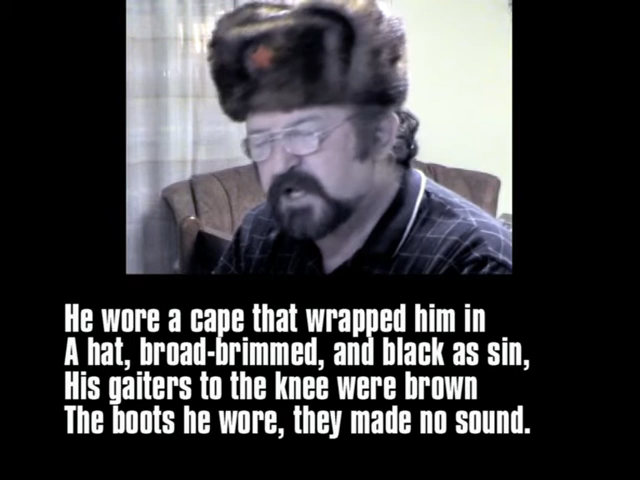 He wore a cape that wrapped him in
A hat, broad-brimmed, and black as sin,
His gaiters to the knee were brown
The boots he wore, they made no sound.